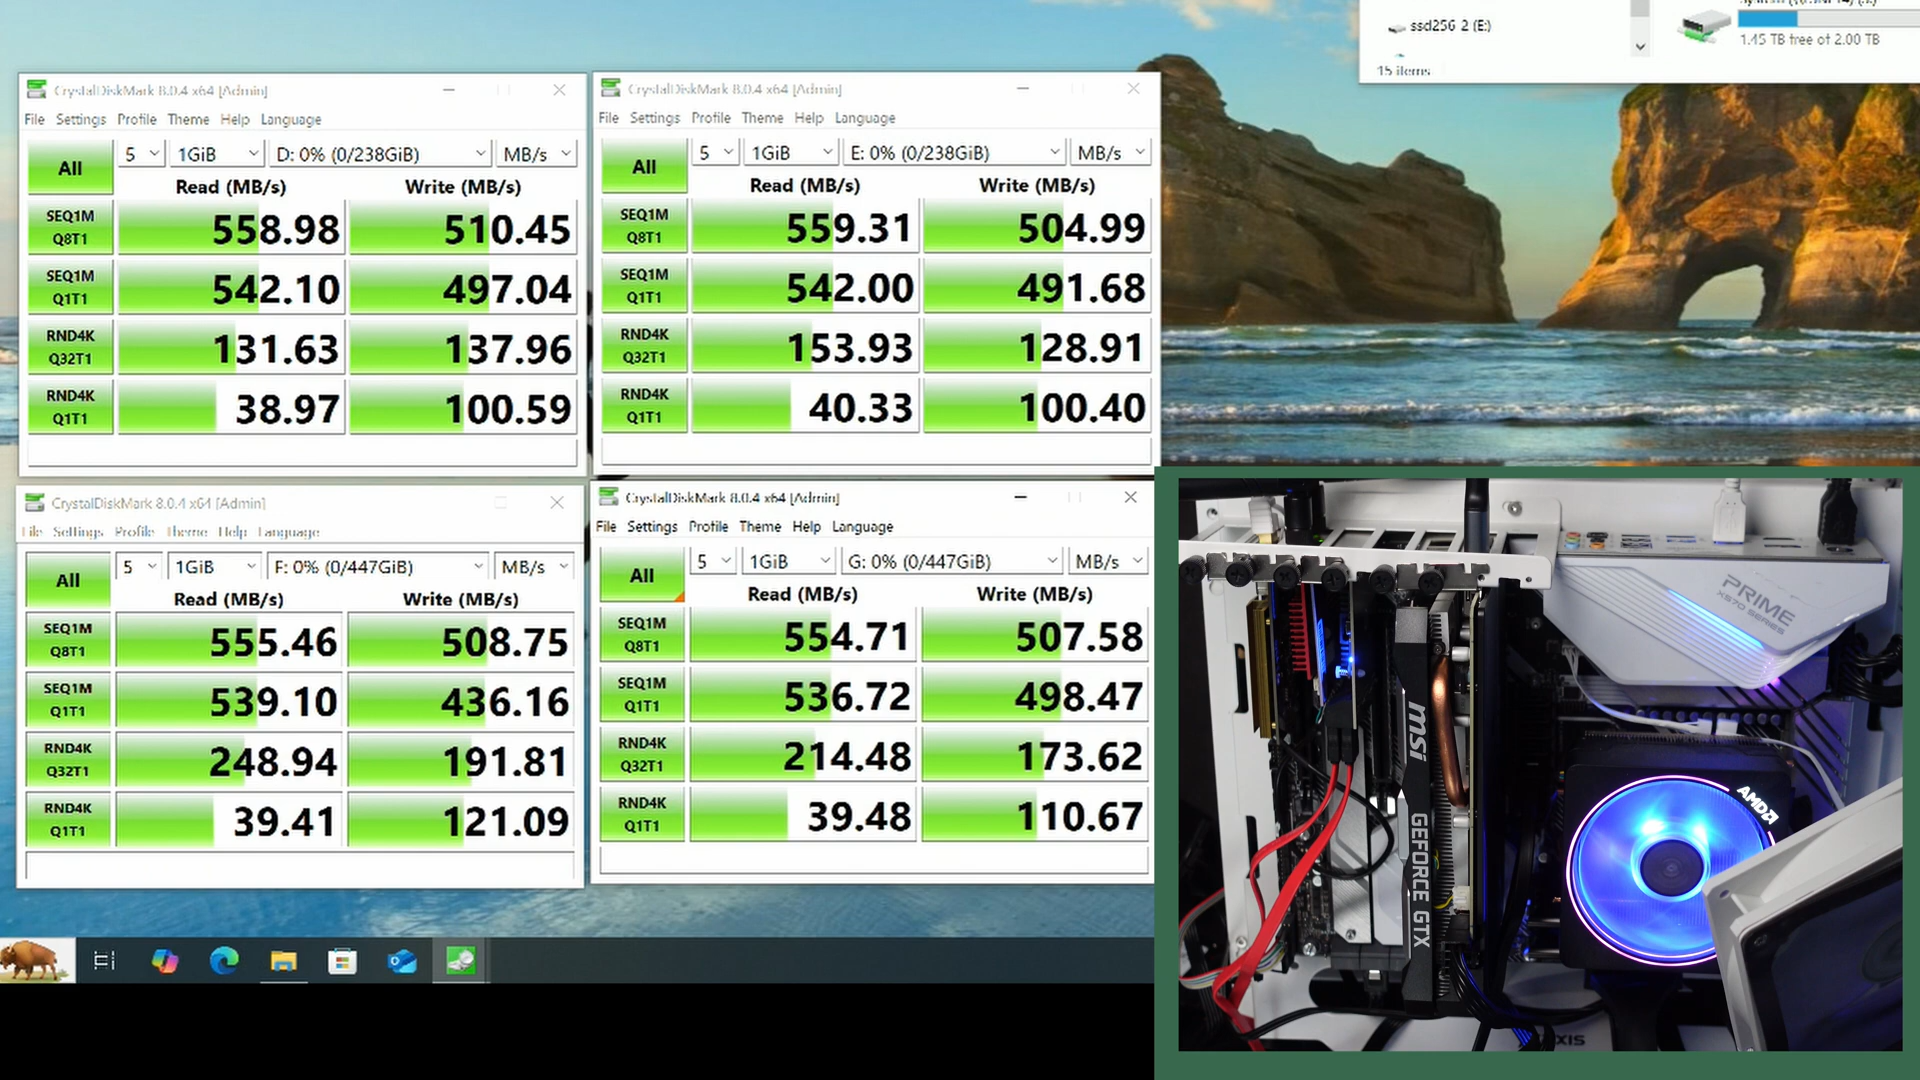 ssd256 2 (E:)
1.45 TB free of 2.00 TB
15 items
CrystalDiskMark 8.0.4 x64 [Admin]
File Settings Profile Theme Help Language
All 5 1GiB D: 0% (0/238GiB) MB/s
Read (MB/s) Write (MB/s)
SEQ1M Q8T1 558.98 510.45
SEQ1M Q1T1 542.10 497.04
RND4K Q32T1 131.63 137.96
RND4K Q1T1 38.97 100.59
CrystalDiskMark 8.0.4 x64 [Admin]
File Settings Profile Theme Help Language
All 5 1GiB E: 0% (0/238GiB) MB/s
Read (MB/s) Write (MB/s)
SEQ1M Q8T1 559.31 504.99
SEQ1M Q1T1 542.00 491.68
RND4K Q32T1 153.93 128.91
RND4K Q1T1 40.33 100.40
CrystalDiskMark 8.0.4 x64 [Admin]
File Settings Profile Theme Help Language
All 5 1GiB F: 0% (0/447GiB) MB/s
Read (MB/s) Write (MB/s)
SEQ1M Q8T1 555.46 508.75
SEQ1M Q1T1 539.10 436.16
RND4K Q32T1 248.94 191.81
RND4K Q1T1 39.41 121.09
CrystalDiskMark 8.0.4 x64 [Admin]
File Settings Profile Theme Help Language
All 5 1GiB G: 0% (0/447GiB) MB/s
Read (MB/s) Write (MB/s)
SEQ1M Q8T1 554.71 507.58
SEQ1M Q1T1 536.72 498.47
RND4K Q32T1 214.48 173.62
RND4K Q1T1 39.48 110.67
PRIME
X570 SERIES
msi
GEFORCE GTX
AMD